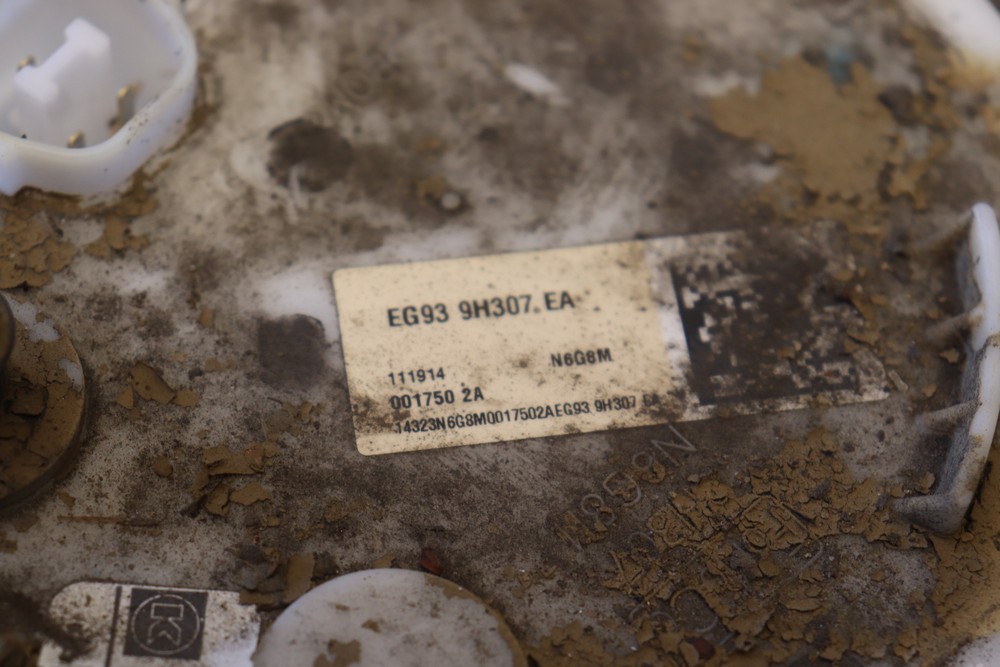 EG93 9H307. EA
111914 N6G8M
001750 2A
14323N6G8M0017502AEG93 9H307 EA